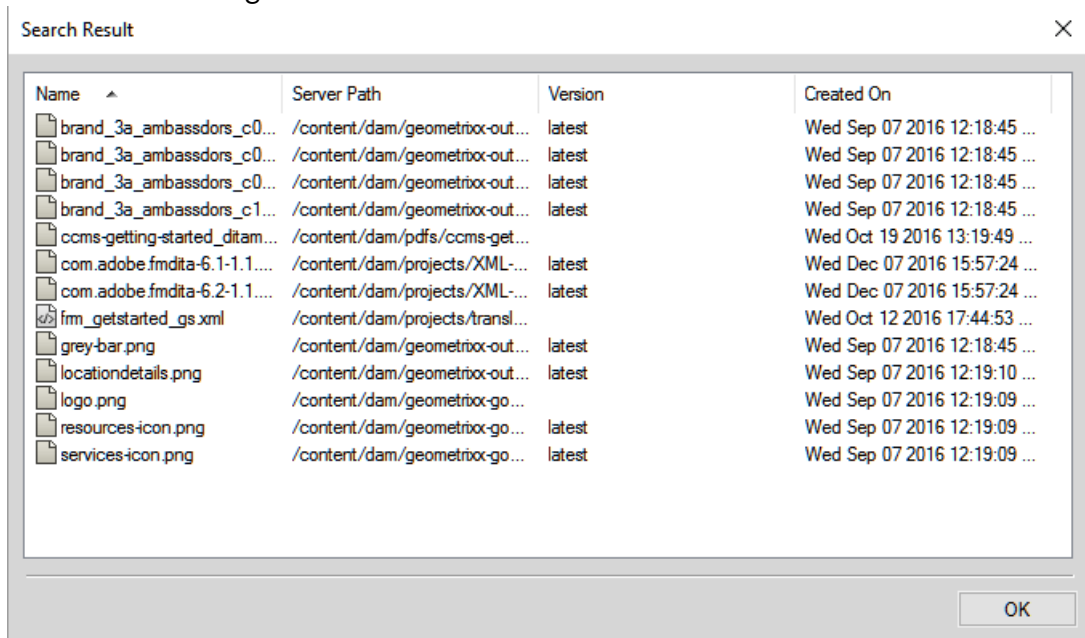 Search Result
Name Server Path Version Created On
brand_3a_ambassdors_c0... /content/dam/geometrixx-out... latest Wed Sep 07 2016 12:18:45 ...
brand_3a_ambassdors_c0... /content/dam/geometrixx-out... latest Wed Sep 07 2016 12:18:45 ...
brand_3a_ambassdors_c0... /content/dam/geometrixx-out... latest Wed Sep 07 2016 12:18:45 ...
brand_3a_ambassdors_c1... /content/dam/geometrixx-out... latest Wed Sep 07 2016 12:18:45 ...
ccms-getting-started_ditam... /content/dam/pdfs/ccms-get... Wed Oct 19 2016 13:19:49 ...
com.adobe.fmdita-6.1-1.1.... /content/dam/projects/XML-... latest Wed Dec 07 2016 15:57:24 ...
com.adobe.fmdita-6.2-1.1.... /content/dam/projects/XML-... latest Wed Dec 07 2016 15:57:24 ...
frm_getstarted_gs.xml /content/dam/projects/transl... Wed Oct 12 2016 17:44:53 ...
grey-bar.png /content/dam/geometrixx-out... latest Wed Sep 07 2016 12:18:45 ...
locationdetails.png /content/dam/geometrixx-out... latest Wed Sep 07 2016 12:19:10 ...
logo.png /content/dam/geometrixx-go... Wed Sep 07 2016 12:19:09 ...
resources-icon.png /content/dam/geometrixx-go... latest Wed Sep 07 2016 12:19:09 ...
services-icon.png /content/dam/geometrixx-go... latest Wed Sep 07 2016 12:19:09 ...
OK